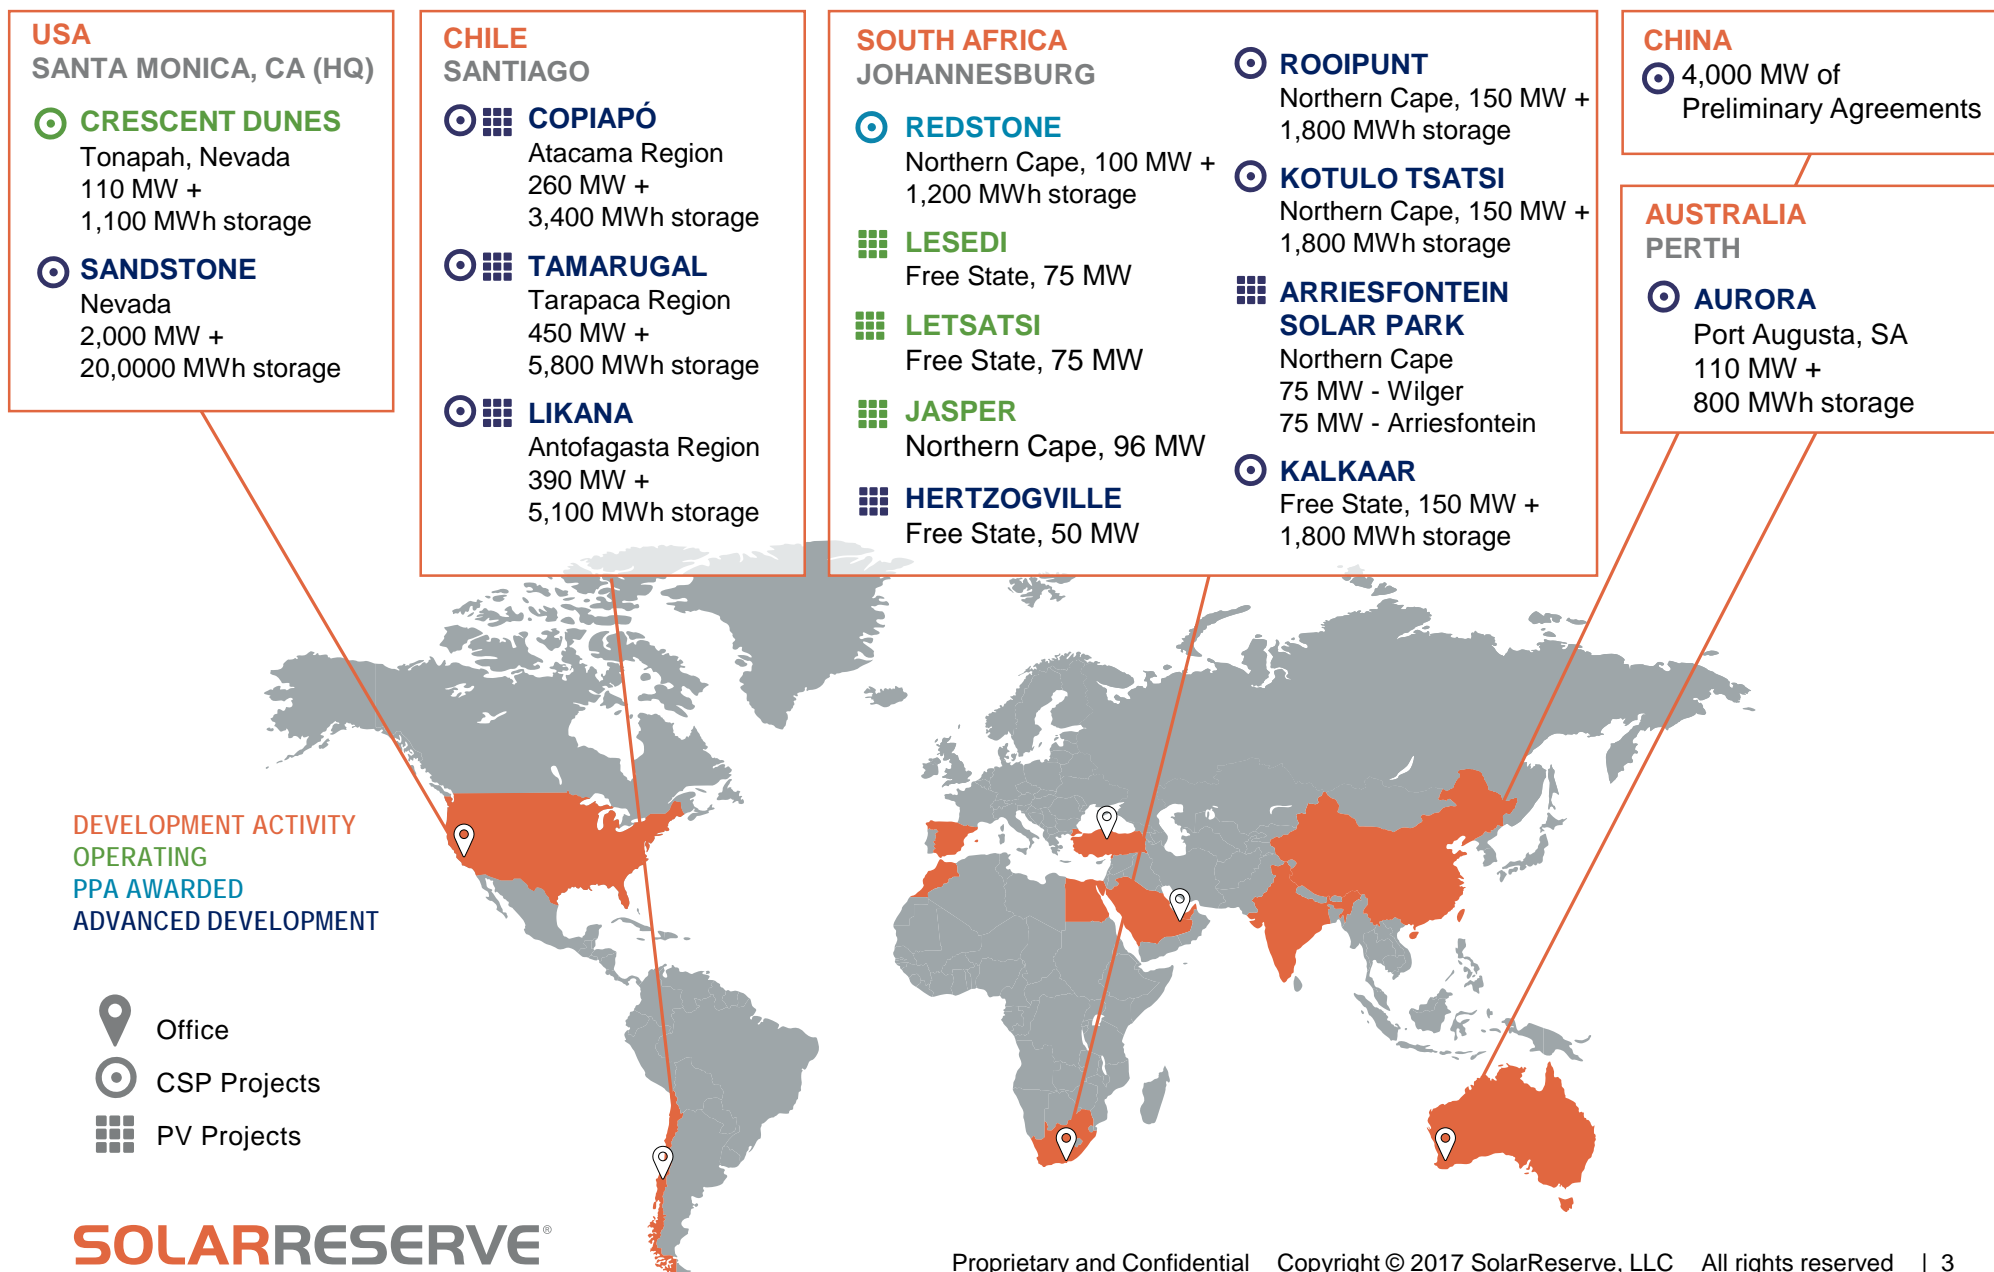 USA
SANTA MONICA, CA (HQ)
CRESCENT DUNES
Tonapah, Nevada
110 MW +
1,100 MWh storage
SANDSTONE
Nevada
2,000 MW +
20,0000 MWh storage
CHILE
SANTIAGO
COPIAPÓ
Atacama Region
260 MW +
3,400 MWh storage
TAMARUGAL
Tarapaca Region
450 MW +
5,800 MWh storage
LIKANA
Antofagasta Region
390 MW +
5,100 MWh storage
SOUTH AFRICA
JOHANNESBURG
REDSTONE
Northern Cape, 100 MW +
1,200 MWh storage
LESEDI
Free State, 75 MW
LETSATSI
Free State, 75 MW
JASPER
Northern Cape, 96 MW
HERTZOGVILLE
Free State, 50 MW
ROOIPUNT
Northern Cape, 150 MW +
1,800 MWh storage
KOTULO TSATSI
Northern Cape, 150 MW +
1,800 MWh storage
ARRIESFONTEIN
SOLAR PARK
Northern Cape
75 MW - Wilger
75 MW - Arriesfontein
KALKAAR
Free State, 150 MW +
1,800 MWh storage
CHINA
4,000 MW of
Preliminary Agreements
AUSTRALIA
PERTH
AURORA
Port Augusta, SA
110 MW +
800 MWh storage
DEVELOPMENT ACTIVITY
OPERATING
PPA AWARDED
ADVANCED DEVELOPMENT
Office
CSP Projects
PV Projects
SOLARRESERVE®
Proprietary and Confidential Copyright © 2017 SolarReserve, LLC All rights reserved | 3